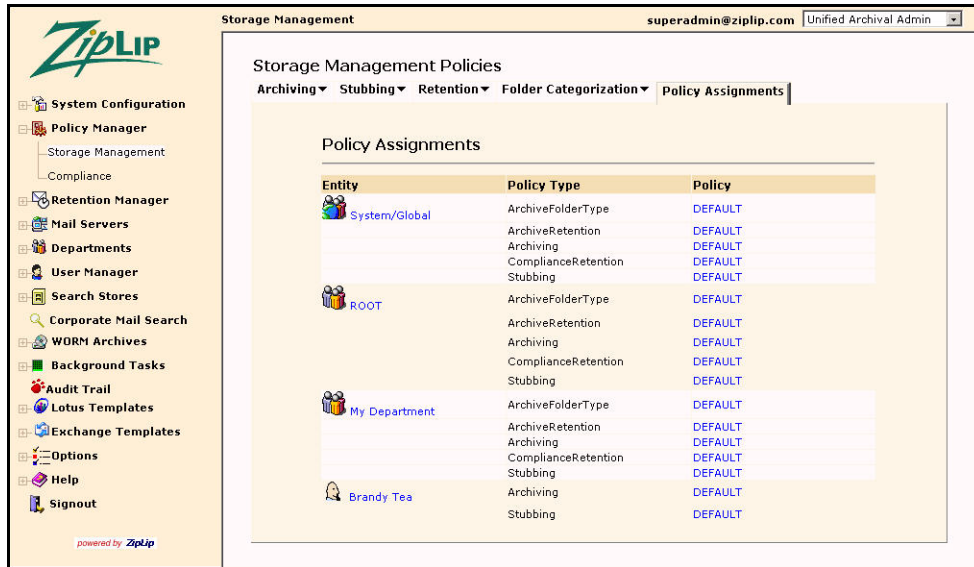 ZipLip
Storage Management superadmin@ziplip.com Unified Archival Admin
System Configuration
Policy Manager
Storage Management
Compliance
Retention Manager
Mail Servers
Departments
User Manager
Search Stores
Corporate Mail Search
WORM Archives
Background Tasks
Audit Trail
Lotus Templates
Exchange Templates
Options
Help
Signout
powered by ZipLip
Storage Management Policies
Archiving Stubbing Retention Folder Categorization Policy Assignments
Policy Assignments
Entity Policy Type Policy
System/Global ArchiveFolderType DEFAULT
ArchiveRetention DEFAULT
Archiving DEFAULT
ComplianceRetention DEFAULT
Stubbing DEFAULT
ROOT ArchiveFolderType DEFAULT
ArchiveRetention DEFAULT
Archiving DEFAULT
ComplianceRetention DEFAULT
Stubbing DEFAULT
My Department ArchiveFolderType DEFAULT
ArchiveRetention DEFAULT
Archiving DEFAULT
ComplianceRetention DEFAULT
Stubbing DEFAULT
Brandy Tea Archiving DEFAULT
Stubbing DEFAULT